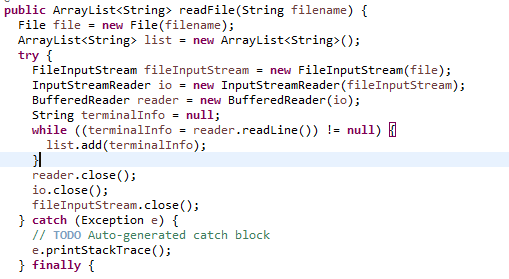 public ArrayList<String> readFile(String filename) {
File file = new File(filename);
ArrayList<String> list = new ArrayList<String>();
try {
FileInputStream fileInputStream = new FileInputStream(file);
InputStreamReader io = new InputStreamReader(fileInputStream);
BufferedReader reader = new BufferedReader(io);
String terminalInfo = null;
while ((terminalInfo = reader.readLine()) != null) {
list.add(terminalInfo);
}
reader.close();
io.close();
fileInputStream.close();
} catch (Exception e) {
// TODO Auto-generated catch block
e.printStackTrace();
} finally {